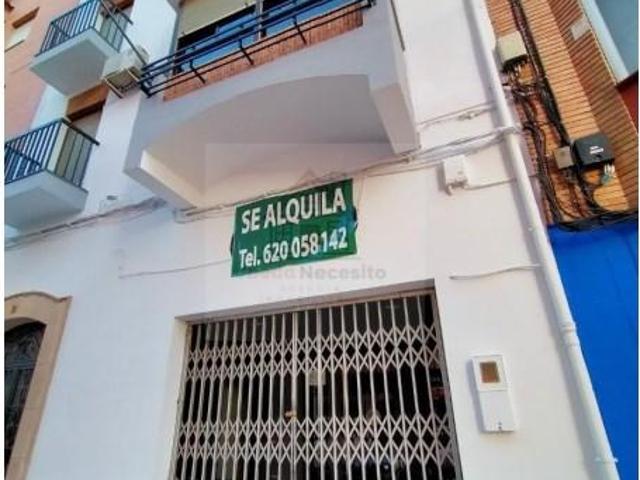 SE ALQUILA
Tel. 620 058 142
Necesito